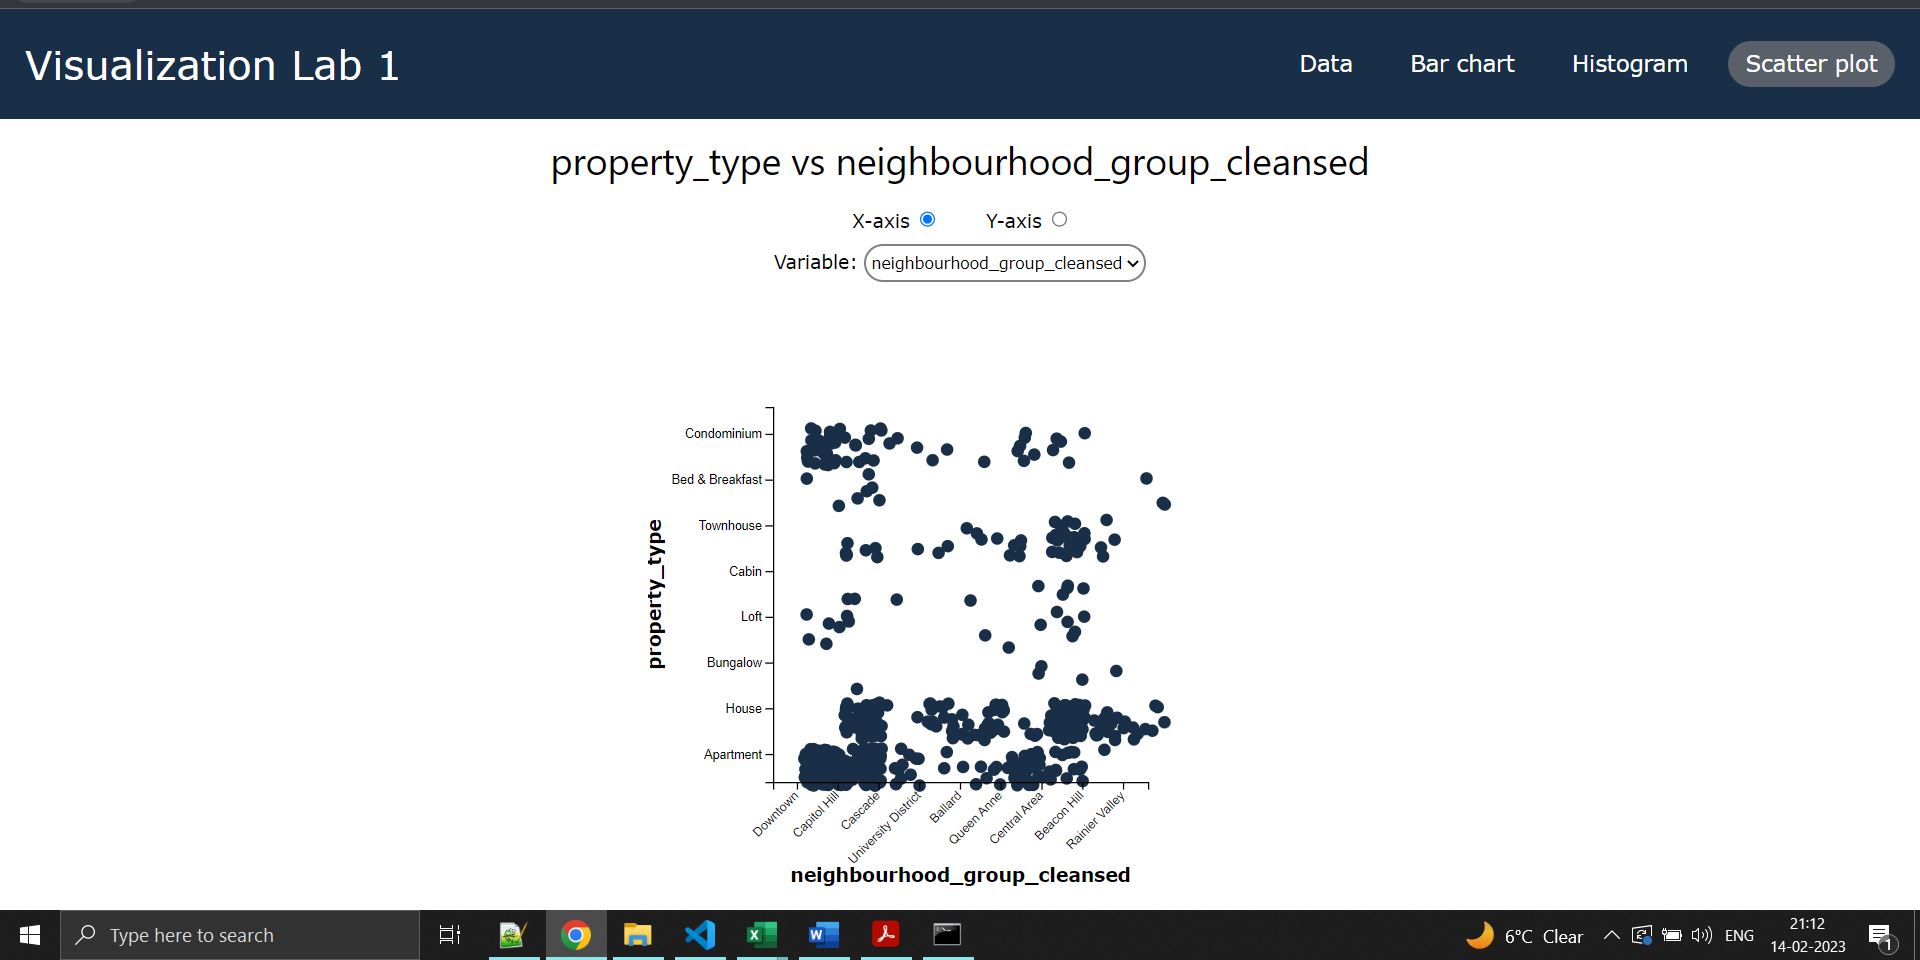 Visualization Lab 1
Data
Bar chart
Histogram
Scatter plot
property_type vs neighbourhood_group_cleansed
X-axis
Y-axis
Variable:
neighbourhood_group_cleansed
property_type
Condominium
Bed & Breakfast
Townhouse
Cabin
Loft
Bungalow
House
Apartment
Downtown
Capitol Hill
Cascade
University District
Ballard
Queen Anne
Central Area
Beacon Hill
Rainier Valley
neighbourhood_group_cleansed
Type here to search
6°C Clear
ENG
21:12
14-02-2023
1